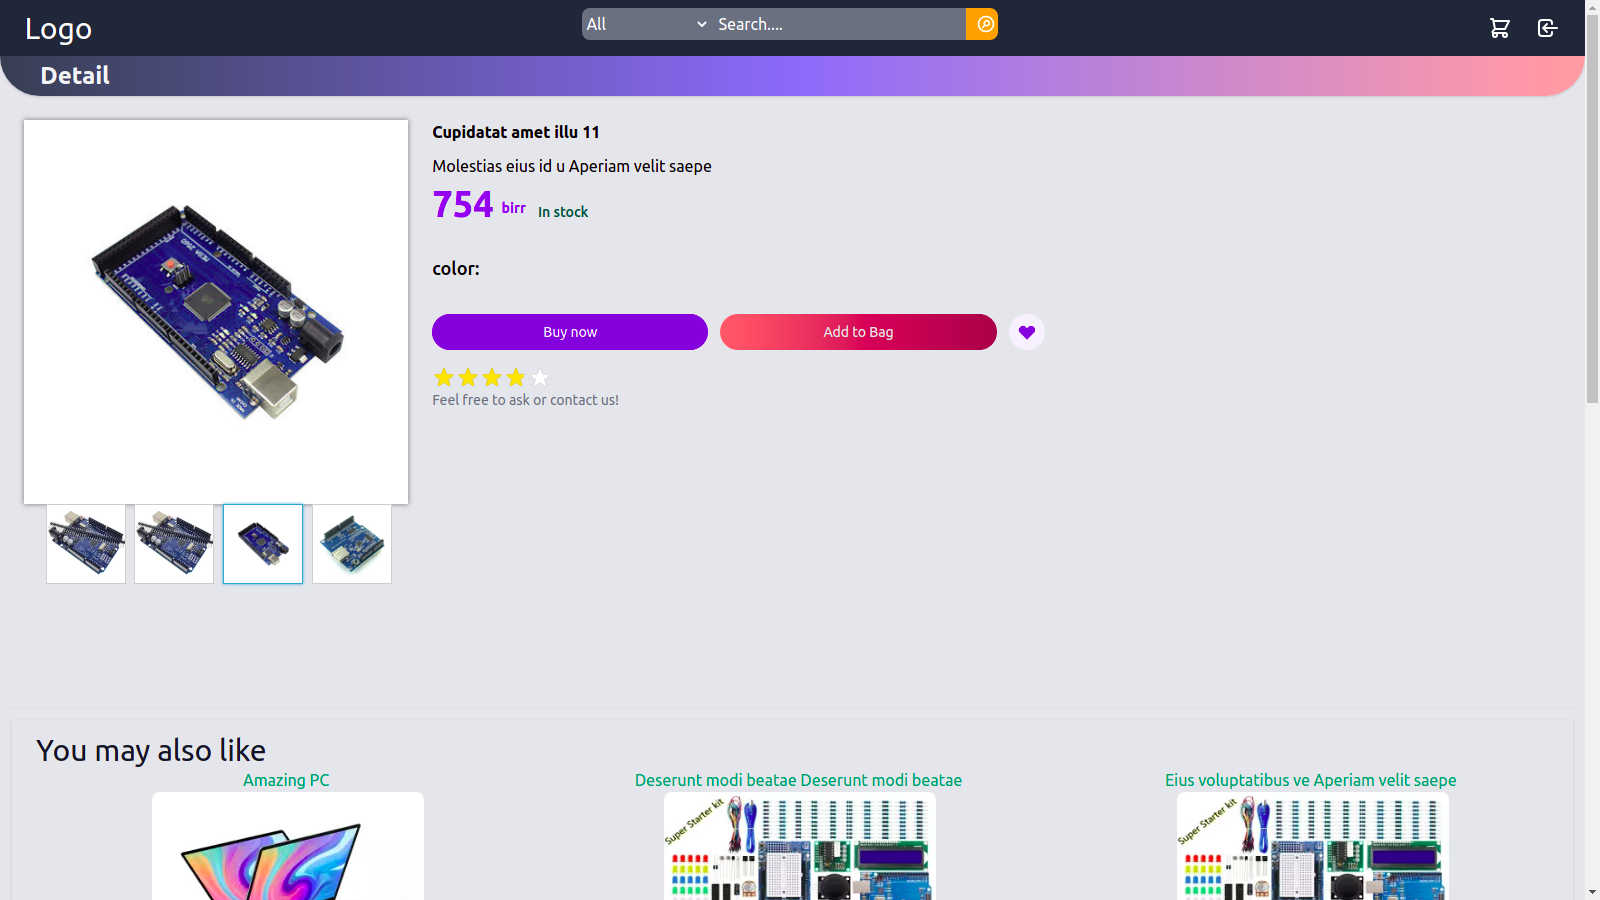 Logo
All
Search....
Detail
Cupidatat amet illu 11
Molestias eius id u Aperiam velit saepe
754 birr In stock
color:
Buy now
Add to Bag
Feel free to ask or contact us!
You may also like
Amazing PC
Deserunt modi beatae Deserunt modi beatae
Eius voluptatibus ve Aperiam velit saepe
Super Starter kit
Super Starter kit